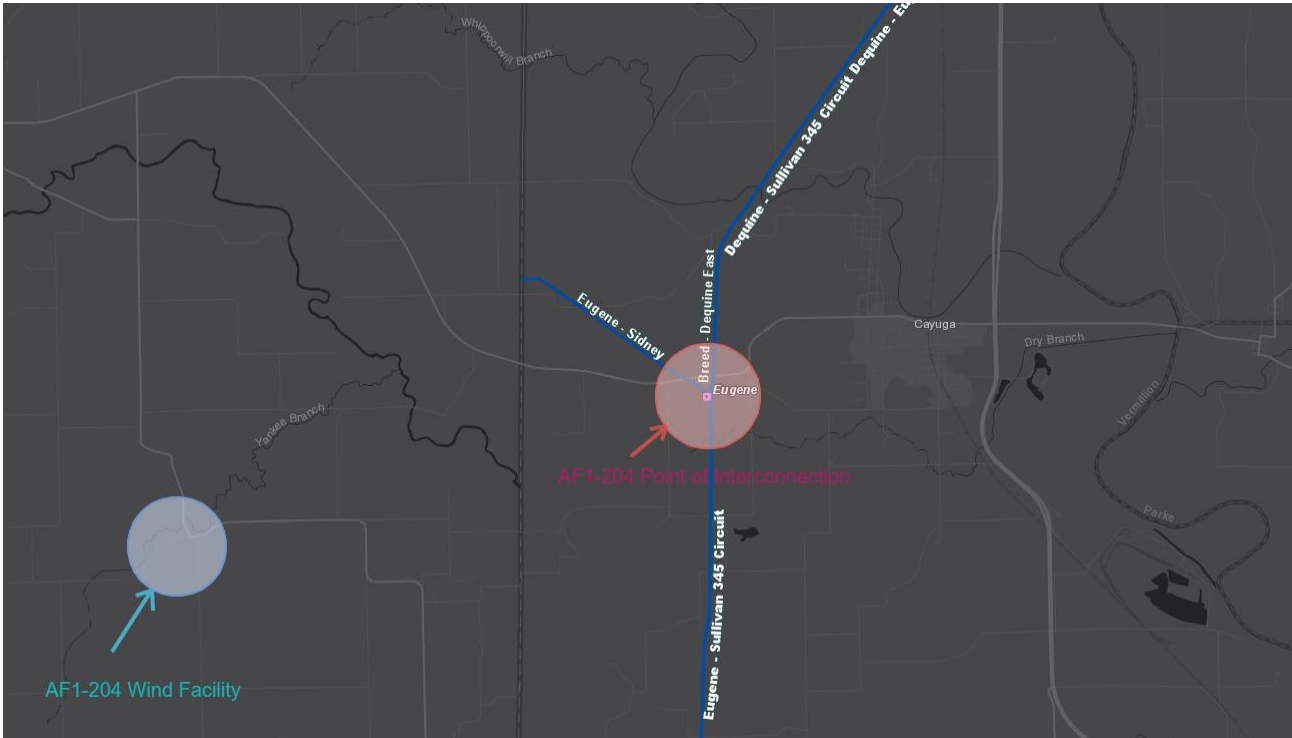 Whippoorwill Branch
Dequine - Sullivan 345 Circuit Dequine - Eu
Breed - Dequine East
Eugene - Sidney
Cayuga
Dry Branch
Eugene
Vermillion
Yankee Branch
AF1-204 Point of Interconnection
Parke
Eugene - Sullivan 345 Circuit
AF1-204 Wind Facility